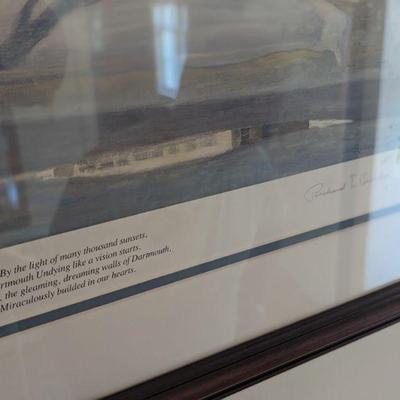 By the light of many thousand sunsets,
rtmouth Undying like a vision starts.
, the gleaming, dreaming walls of Dartmouth,
Miraculously builded in our hearts.
Richard